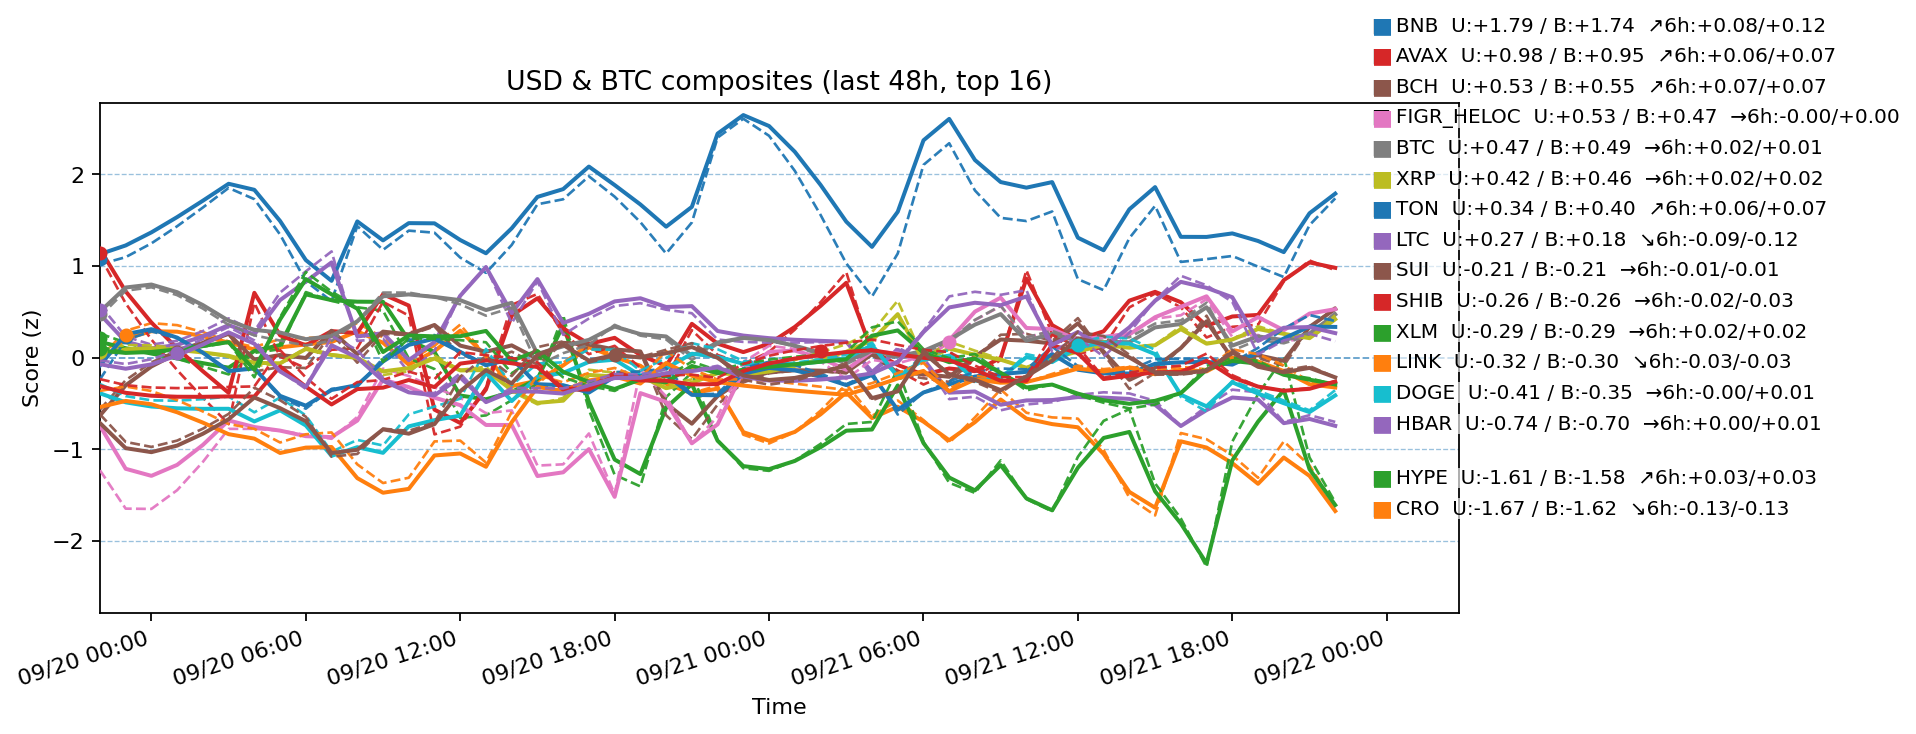 BNB  U:+1.79 / B:+1.74  ↗6h:+0.08/+0.12
AVAX  U:+0.98 / B:+0.95  ↗6h:+0.06/+0.07
USD & BTC composites (last 48h, top 16)
BCH  U:+0.53 / B:+0.55  ↗6h:+0.07/+0.07
FIGR_HELOC  U:+0.53 / B:+0.47  →6h:-0.00/+0.00
BTC  U:+0.47 / B:+0.49  →6h:+0.02/+0.01
XRP  U:+0.42 / B:+0.46  →6h:+0.02/+0.02
TON  U:+0.34 / B:+0.40  ↗6h:+0.06/+0.07
LTC  U:+0.27 / B:+0.18  ↘6h:-0.09/-0.12
SUI  U:-0.21 / B:-0.21  →6h:-0.01/-0.01
SHIB  U:-0.26 / B:-0.26  →6h:-0.02/-0.03
XLM  U:-0.29 / B:-0.29  →6h:+0.02/+0.02
LINK  U:-0.32 / B:-0.30  ↘6h:-0.03/-0.03
DOGE  U:-0.41 / B:-0.35  →6h:-0.00/+0.01
HBAR  U:-0.74 / B:-0.70  →6h:+0.00/+0.01
HYPE  U:-1.61 / B:-1.58  ↗6h:+0.03/+0.03
CRO  U:-1.67 / B:-1.62  ↘6h:-0.13/-0.13
Score (z)
2
1
0
−1
−2
09/20 00:00
09/20 06:00
09/20 12:00
09/20 18:00
09/21 00:00
09/21 06:00
09/21 12:00
09/21 18:00
09/22 00:00
Time